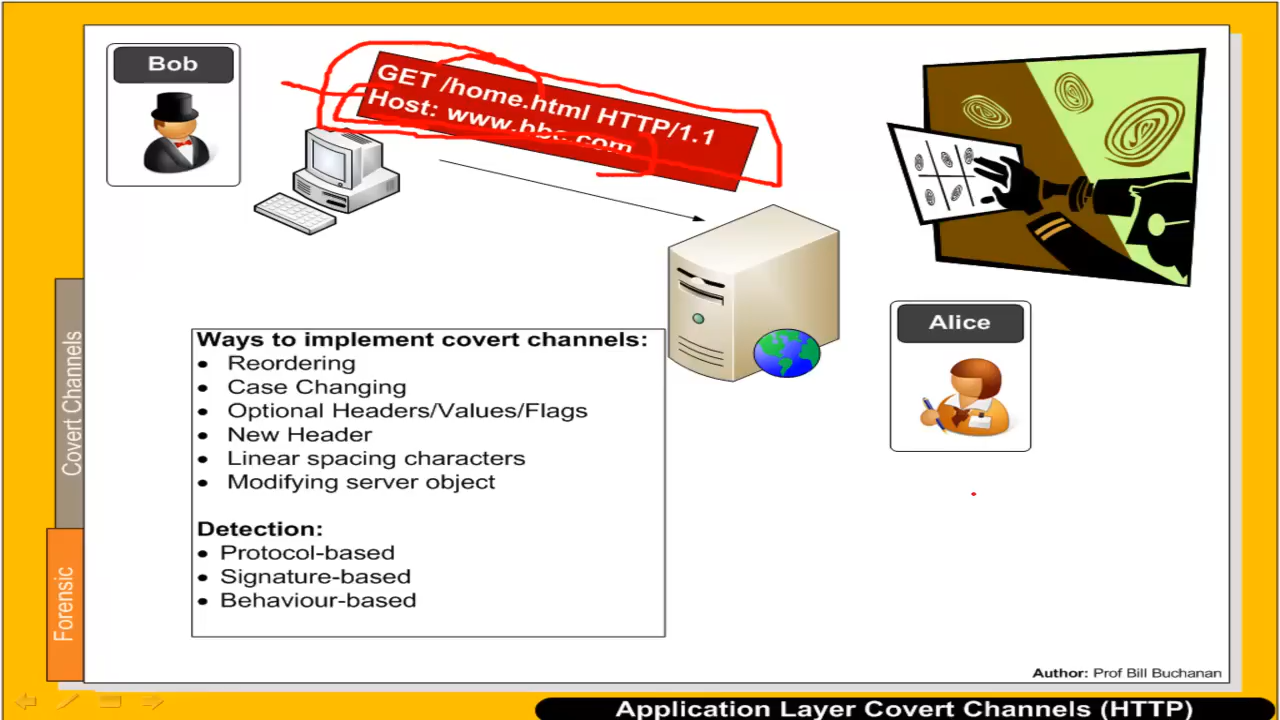 Bob
GET /home.html HTTP/1.1
Host: www.bbc.com
Alice
Ways to implement covert channels:
Reordering
Case Changing
Optional Headers/Values/Flags
New Header
Linear spacing characters
Modifying server object
Detection:
Protocol-based
Signature-based
Behaviour-based
Covert Channels
Forensic
Author: Prof Bill Buchanan
Application Layer Covert Channels (HTTP)